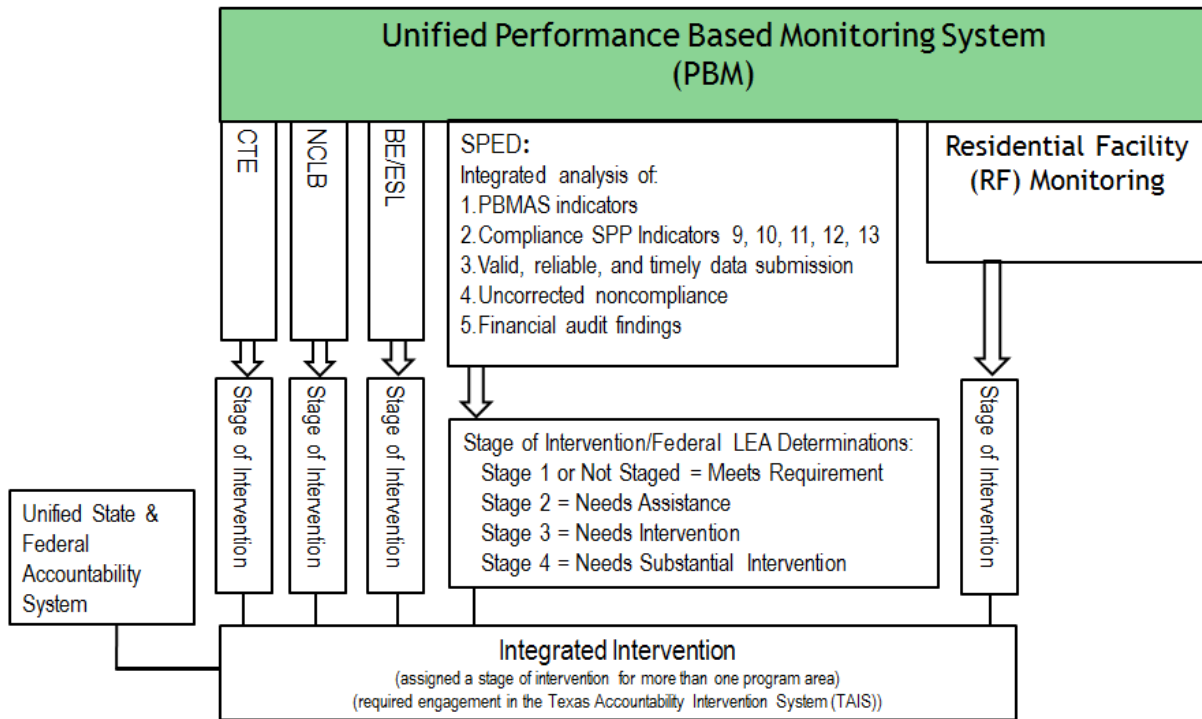 Unified Performance Based Monitoring System
(PBM)
CTE
NCLB
BE/ESL
SPED:
Integrated analysis of:
1.PBMAS indicators
2.Compliance SPP Indicators 9, 10, 11, 12, 13
3.Valid, reliable, and timely data submission
4.Uncorrected noncompliance
5.Financial audit findings
Residential Facility
(RF) Monitoring
Stage of Intervention
Stage of Intervention
Stage of Intervention
Stage of Intervention/Federal LEA Determinations:
Stage 1 or Not Staged = Meets Requirement
Stage 2 = Needs Assistance
Stage 3 = Needs Intervention
Stage 4 = Needs Substantial Intervention
Stage of Intervention
Unified State &
Federal
Accountability
System
Integrated Intervention
(assigned a stage of intervention for more than one program area)
(required engagement in the Texas Accountability Intervention System (TAIS))